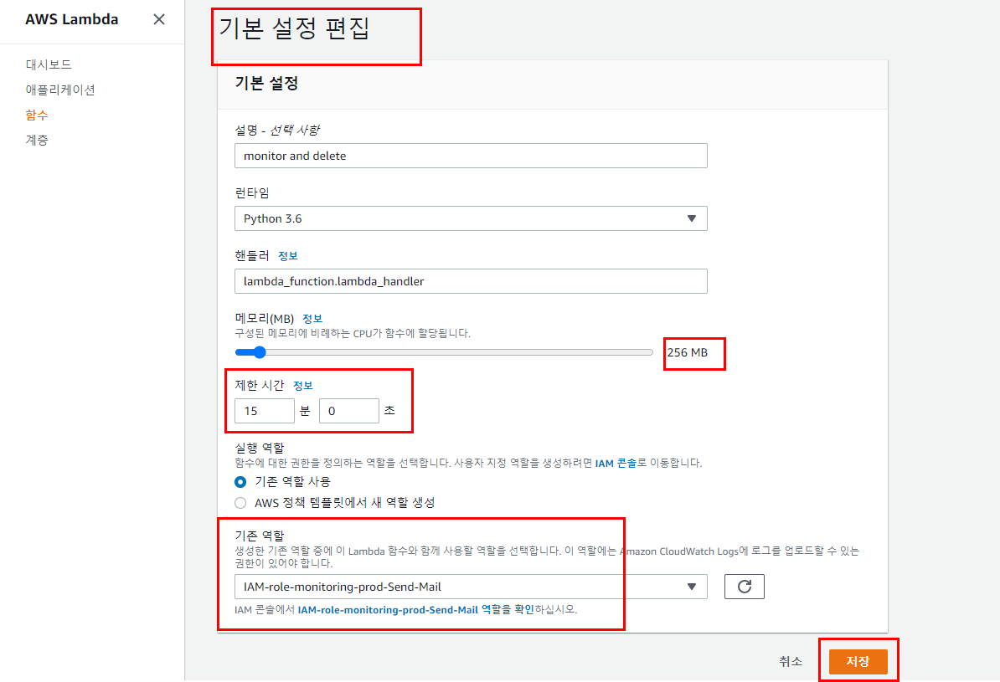 AWS Lambda
대시보드
애플리케이션
함수
계층
기본 설정 편집
기본 설정
설명 - 선택 사항
monitor and delete
런타임
Python 3.6
핸들러 정보
lambda_function.lambda_handler
메모리(MB) 정보
구성된 메모리에 비례하는 CPU가 함수에 할당됩니다.
256 MB
제한 시간 정보
15 분 0 초
실행 역할
함수에 대한 권한을 정의하는 역할을 선택합니다. 사용자 지정 역할을 생성하려면 IAM 콘솔로 이동합니다.
기존 역할 사용
AWS 정책 템플릿에서 새 역할 생성
기존 역할
생성한 기존 역할 중에 이 Lambda 함수와 함께 사용할 역할을 선택합니다. 이 역할에는 Amazon CloudWatch Logs에 로그를 업로드할 수 있는
권한이 있어야 합니다.
IAM-role-monitoring-prod-Send-Mail
IAM 콘솔에서 IAM-role-monitoring-prod-Send-Mail 역할을 확인하십시오.
취소 저장